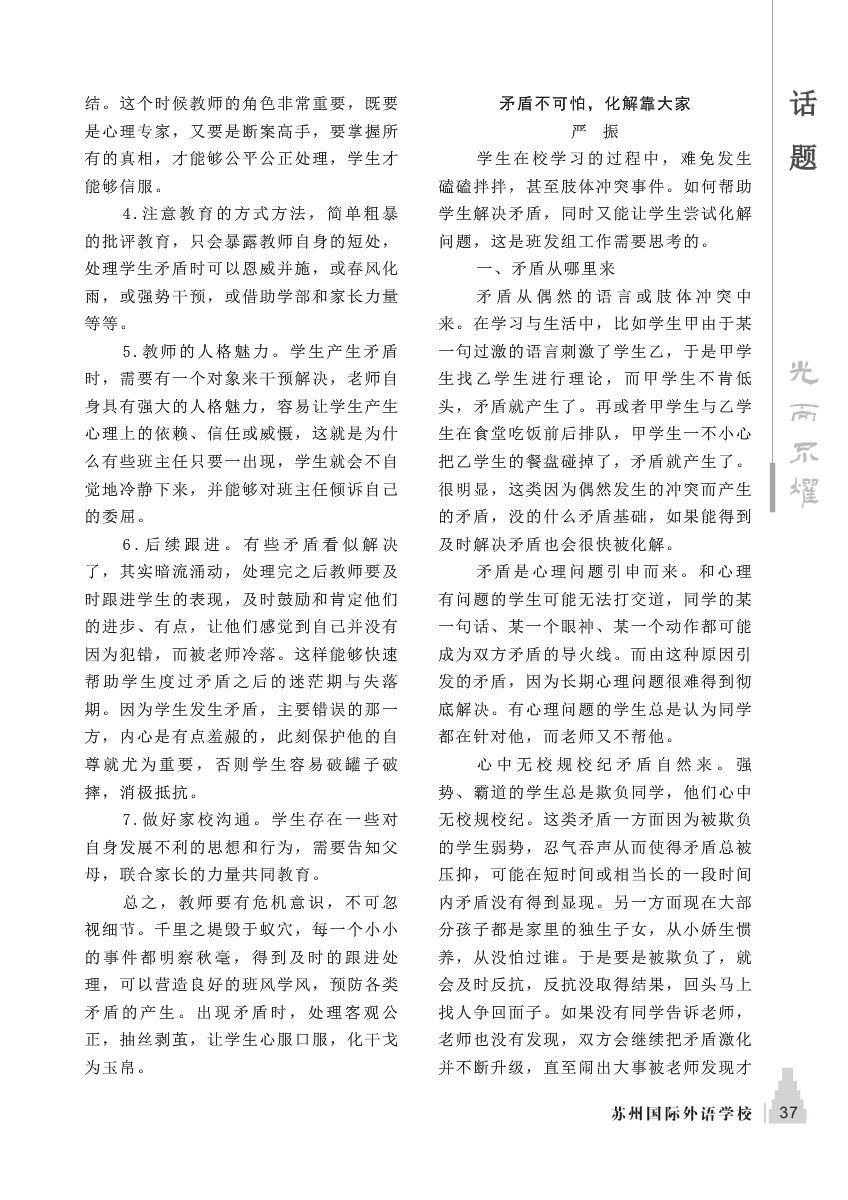 结。这个时候教师的角色非常重要，既要
是心理专家，又要是断案高手，要掌握所
有的真相，才能够公平公正处理，学生才
能够信服。
4.注意教育的方式方法，简单粗暴
的批评教育，只会暴露教师自身的短处，
处理学生矛盾时可以恩威并施，或春风化
雨，或强势干预，或借助学部和家长力量
等等。
5.教师的人格魅力。学生产生矛盾
时，需要有一个对象来干预解决，老师自
身具有强大的人格魅力，容易让学生产生
心理上的依赖、信任或威慑，这就是为什
么有些班主任只要一出现，学生就会不自
觉地冷静下来，并能够对班主任倾诉自己
的委屈。
6.后续跟进。有些矛盾看似解决
了，其实暗流涌动，处理完之后教师要及
时跟进学生的表现，及时鼓励和肯定他们
的进步、有点，让他们感觉到自己并没有
因为犯错，而被老师冷落。这样能够快速
帮助学生度过矛盾之后的迷茫期与失落
期。因为学生发生矛盾，主要错误的那一
方，内心是有点羞赧的，此刻保护他的自
尊就尤为重要，否则学生容易破罐子破
摔，消极抵抗。
7.做好家校沟通。学生存在一些对
自身发展不利的思想和行为，需要告知父
母，联合家长的力量共同教育。
总之，教师要有危机意识，不可忽
视细节。千里之堤毁于蚁穴，每一个小小
的事件都明察秋毫，得到及时的跟进处
理，可以营造良好的班风学风，预防各类
矛盾的产生。出现矛盾时，处理客观公
正，抽丝剥茧，让学生心服口服，化干戈
为玉帛。
矛盾不可怕，化解靠大家
严 振
学生在校学习的过程中，难免发生
磕磕拌拌，甚至肢体冲突事件。如何帮助
学生解决矛盾，同时又能让学生尝试化解
问题，这是班发组工作需要思考的。
一、矛盾从哪里来
矛盾从偶然的语言或肢体冲突中
来。在学习与生活中，比如学生甲由于某
一句过激的语言刺激了学生乙，于是甲学
生找乙学生进行理论，而甲学生不肯低
头，矛盾就产生了。再或者甲学生与乙学
生在食堂吃饭前后排队，甲学生一不小心
把乙学生的餐盘碰掉了，矛盾就产生了。
很明显，这类因为偶然发生的冲突而产生
的矛盾，没的什么矛盾基础，如果能得到
及时解决矛盾也会很快被化解。
矛盾是心理问题引申而来。和心理
有问题的学生可能无法打交道，同学的某
一句话、某一个眼神、某一个动作都可能
成为双方矛盾的导火线。而由这种原因引
发的矛盾，因为长期心理问题很难得到彻
底解决。有心理问题的学生总是认为同学
都在针对他，而老师又不帮他。
心中无校规校纪矛盾自然来。强
势、霸道的学生总是欺负同学，他们心中
无校规校纪。这类矛盾一方面因为被欺负
的学生弱势，忍气吞声从而使得矛盾总被
压抑，可能在短时间或相当长的一段时间
内矛盾没有得到显现。另一方面现在大部
分孩子都是家里的独生子女，从小娇生惯
养，从没怕过谁。于是要是被欺负了，就
会及时反抗，反抗没取得结果，回头马上
找人争回面子。如果没有同学告诉老师，
老师也没有发现，双方会继续把矛盾激化
并不断升级，直至闹出大事被老师发现才
话题
光而不耀
苏州国际外语学校
37